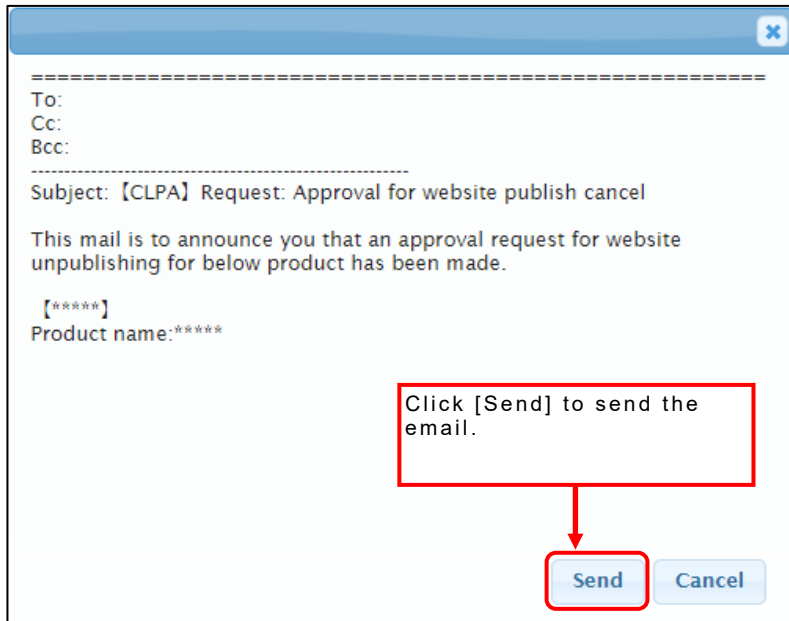 =========================================================
To:
Cc:
Bcc:
---------------------------------------------------------
Subject:【CLPA】Request: Approval for website publish cancel
This mail is to announce you that an approval request for website
unpublishing for below product has been made.
【*****】
Product name:*****
Click [Send] to send the
email.
Send
Cancel